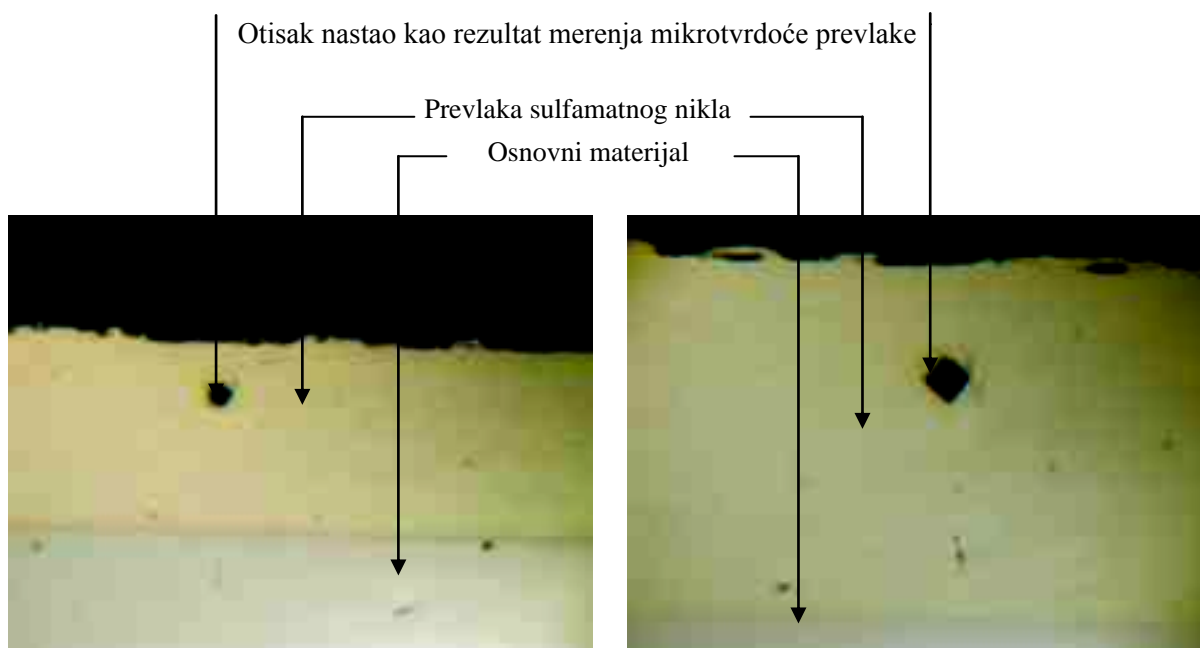 Otisak nastao kao rezultat merenja mikrotvrdoće prevlake
Prevlaka sulfamatnog nikla
Osnovni materijal